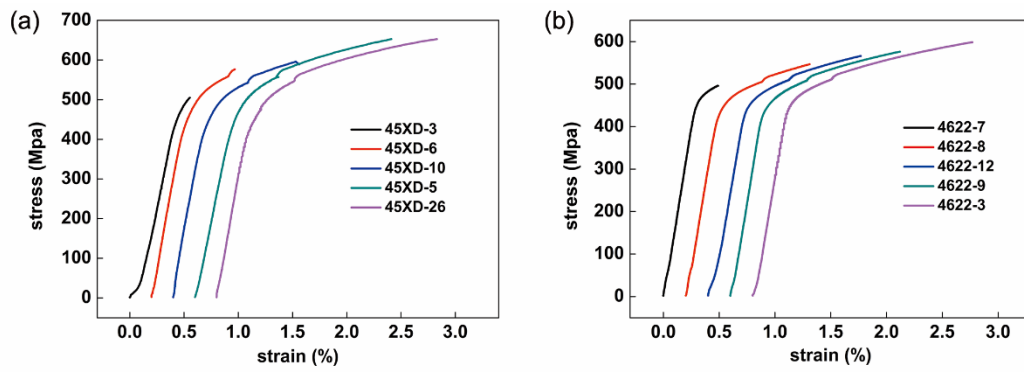 (a)
700
600
500
400
300
200
100
0
stress (Mpa)
45XD-3
45XD-6
45XD-10
45XD-5
45XD-26
0.0 0.5 1.0 1.5 2.0 2.5 3.0
strain (%)
(b)
600
500
400
300
200
100
0
stress (Mpa)
4622-7
4622-8
4622-12
4622-9
4622-3
0.0 0.5 1.0 1.5 2.0 2.5 3.0
strain (%)